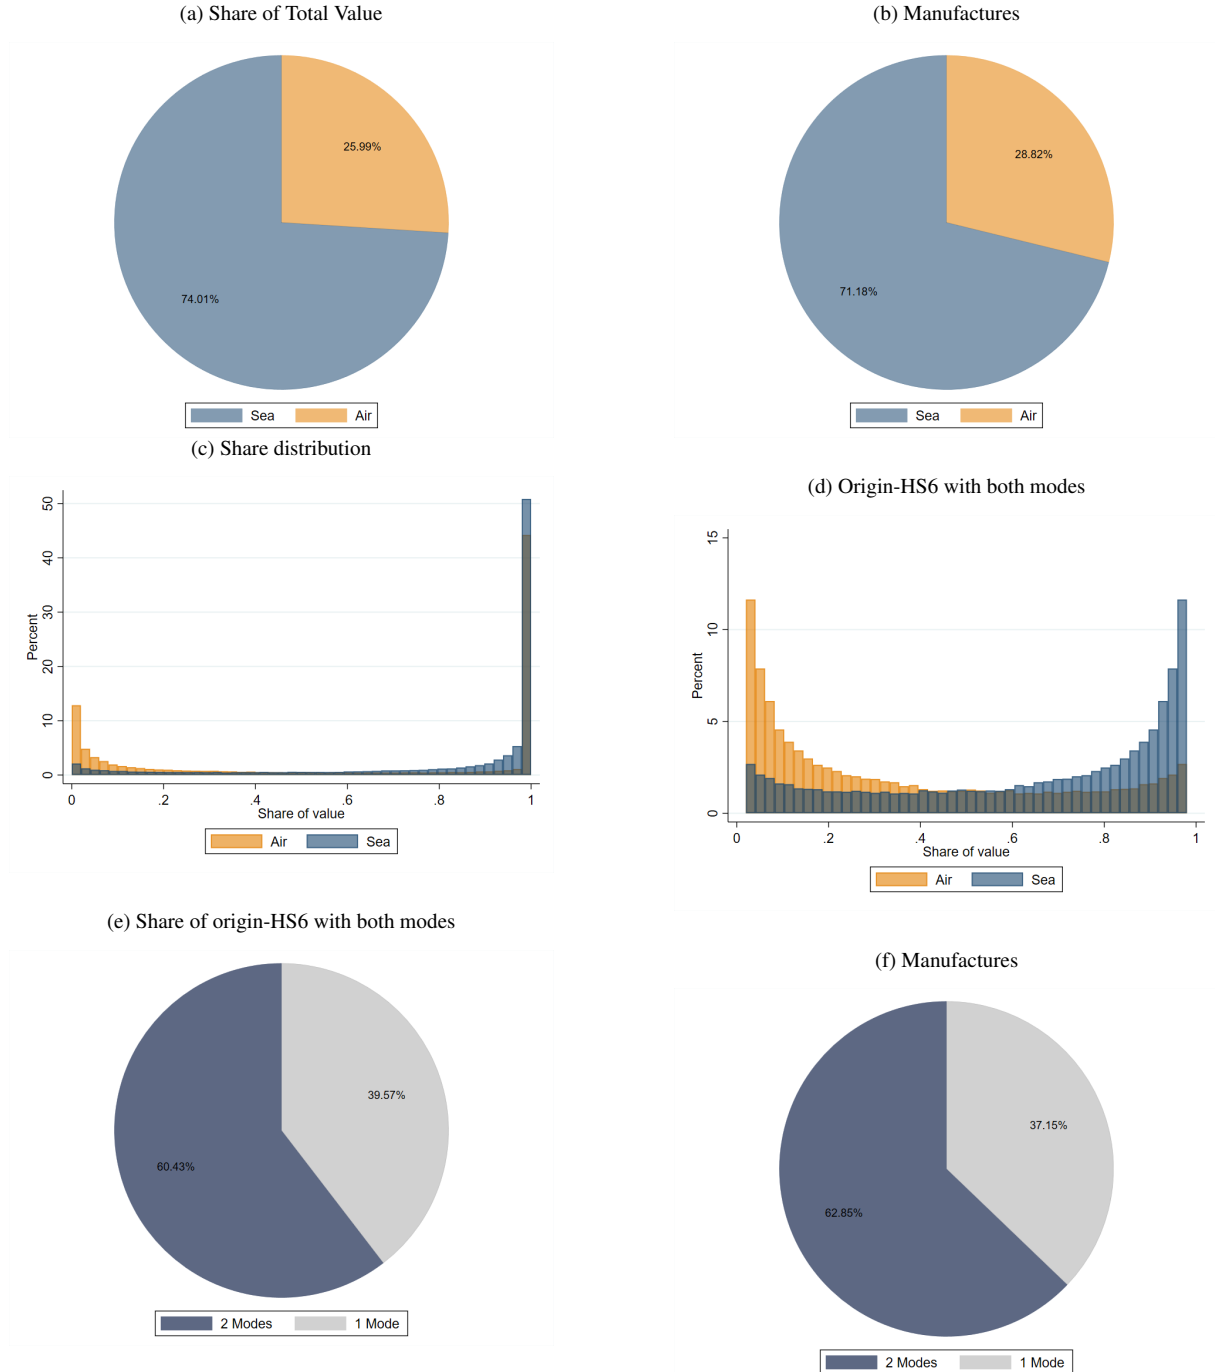 (a) Share of Total Value
25.99%
74.01%
Sea Air
(b) Manufactures
28.82%
71.18%
Sea Air
(c) Share distribution
Percent
50
40
30
20
10
0
0 .2 .4 .6 .8 1
Share of value
Air Sea
(d) Origin-HS6 with both modes
Percent
15
10
5
0
0 .2 .4 .6 .8 1
Share of value
Air Sea
(e) Share of origin-HS6 with both modes
39.57%
60.43%
2 Modes 1 Mode
(f) Manufactures
37.15%
62.85%
2 Modes 1 Mode